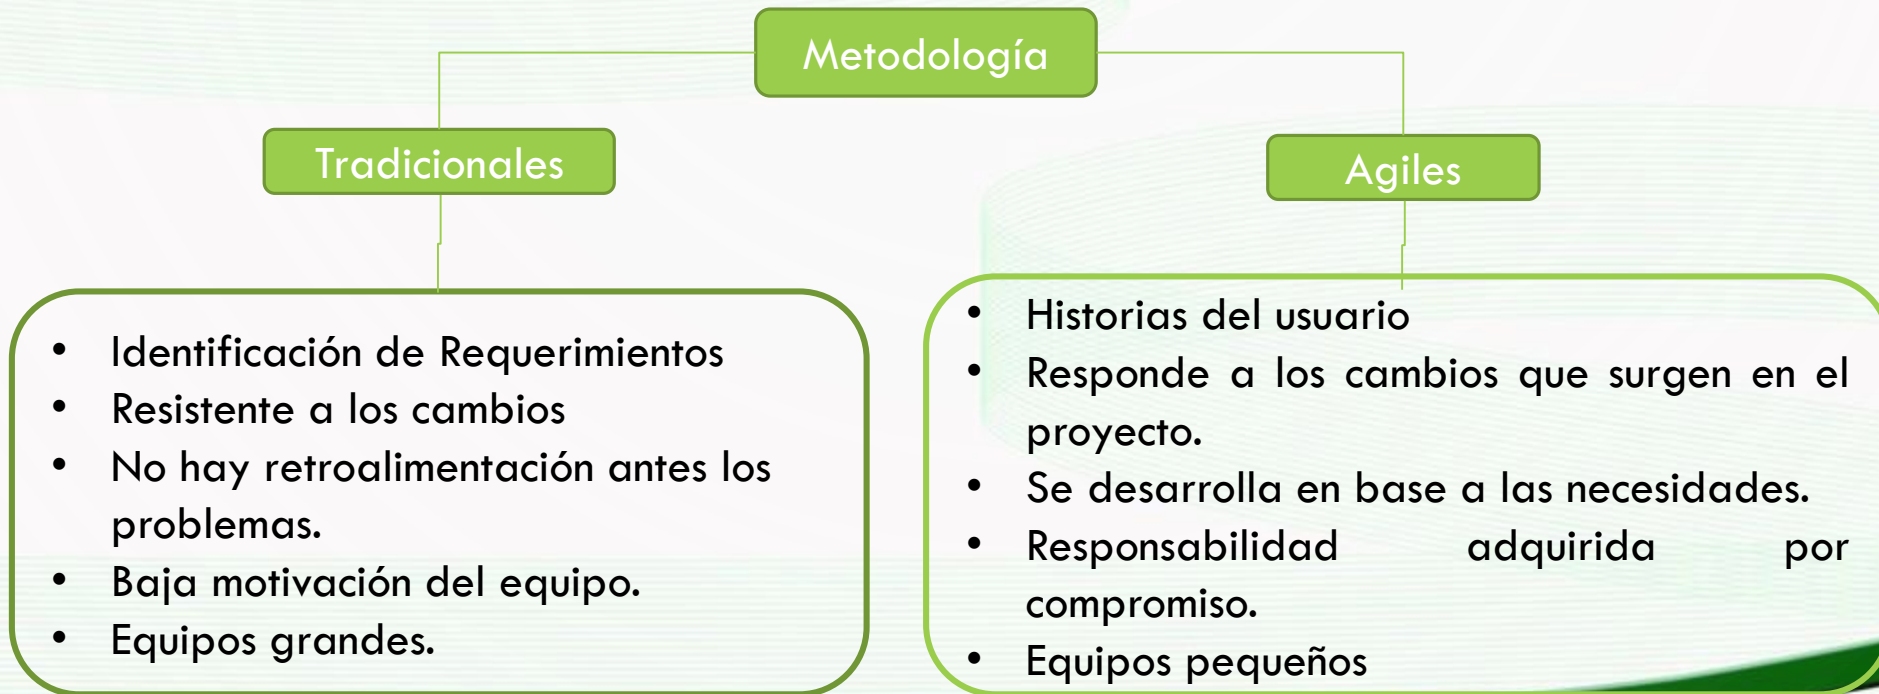 Metodología
Tradicionales
Agiles
• Identificación de Requerimientos
• Resistente a los cambios
• No hay retroalimentación antes los
problemas.
• Baja motivación del equipo.
• Equipos grandes.
• Historias del usuario
• Responde a los cambios que surgen en el
proyecto.
• Se desarrolla en base a las necesidades.
• Responsabilidad adquirida por
compromiso.
• Equipos pequeños